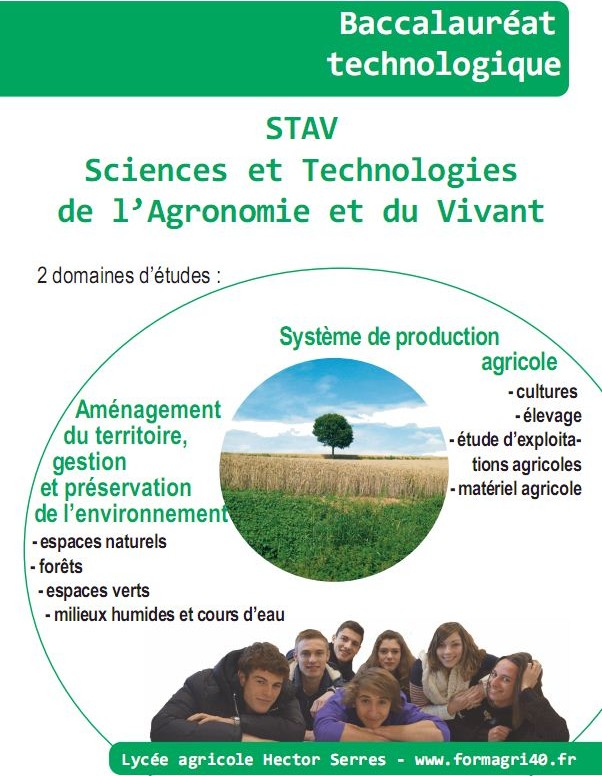 Baccalauréat
technologique
STAV
Sciences et Technologies
de l’Agronomie et du Vivant
2 domaines d’études :
Système de production
agricole
- cultures
- élevage
- étude d’exploita-
tions agricoles
- matériel agricole
Aménagement
du territoire,
gestion
et préservation
de l’environnement
- espaces naturels
- forêts
- espaces verts
- milieux humides et cours d’eau
Lycée agricole Hector Serres - www.formagri40.fr